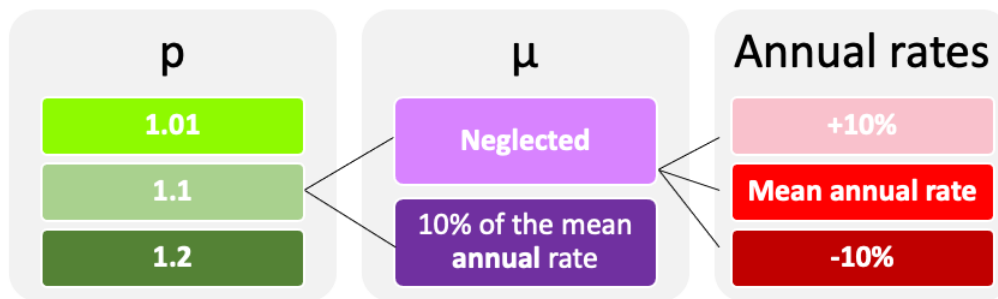 p
1.01
1.1
1.2
µ
Neglected
10% of the mean
annual rate
Annual rates
+10%
Mean annual rate
-10%